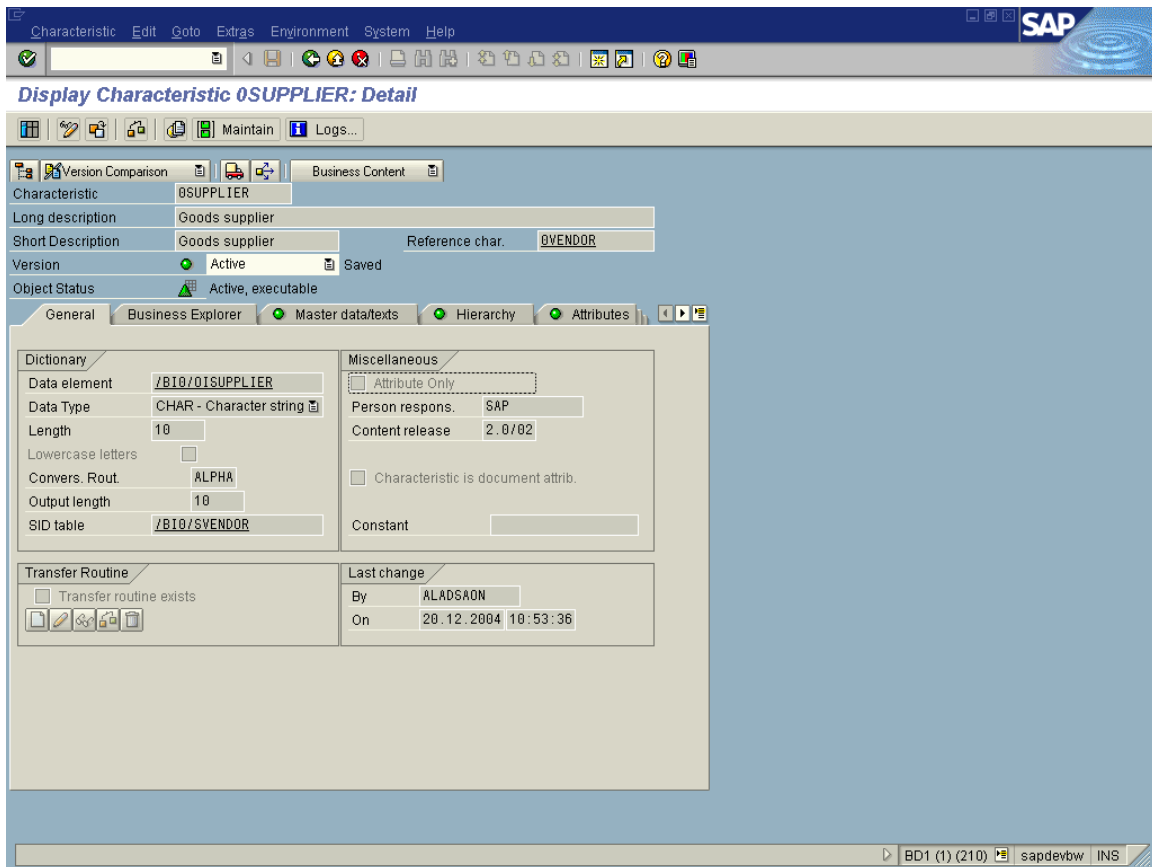 Characteristic Edit Goto Extras Environment System Help
SAP
Display Characteristic 0SUPPLIER: Detail
Maintain Logs...
Version Comparison Business Content
Characteristic 0SUPPLIER
Long description Goods supplier
Short Description Goods supplier Reference char. 0VENDOR
Version Active Saved
Object Status Active, executable
General Business Explorer Master data/texts Hierarchy Attributes
Dictionary Miscellaneous
Data element /BI0/OISUPPLIER Attribute Only
Data Type CHAR - Character string Person respons. SAP
Length 10 Content release 2.0/02
Lowercase letters
Convers. Rout. ALPHA Characteristic is document attrib.
Output length 10
SID table /BI0/SVENDOR Constant
Transfer Routine Last change
Transfer routine exists By ALADSAON
On 20.12.2004 10:53:36
BD1 (1) (210) sapdevbw INS